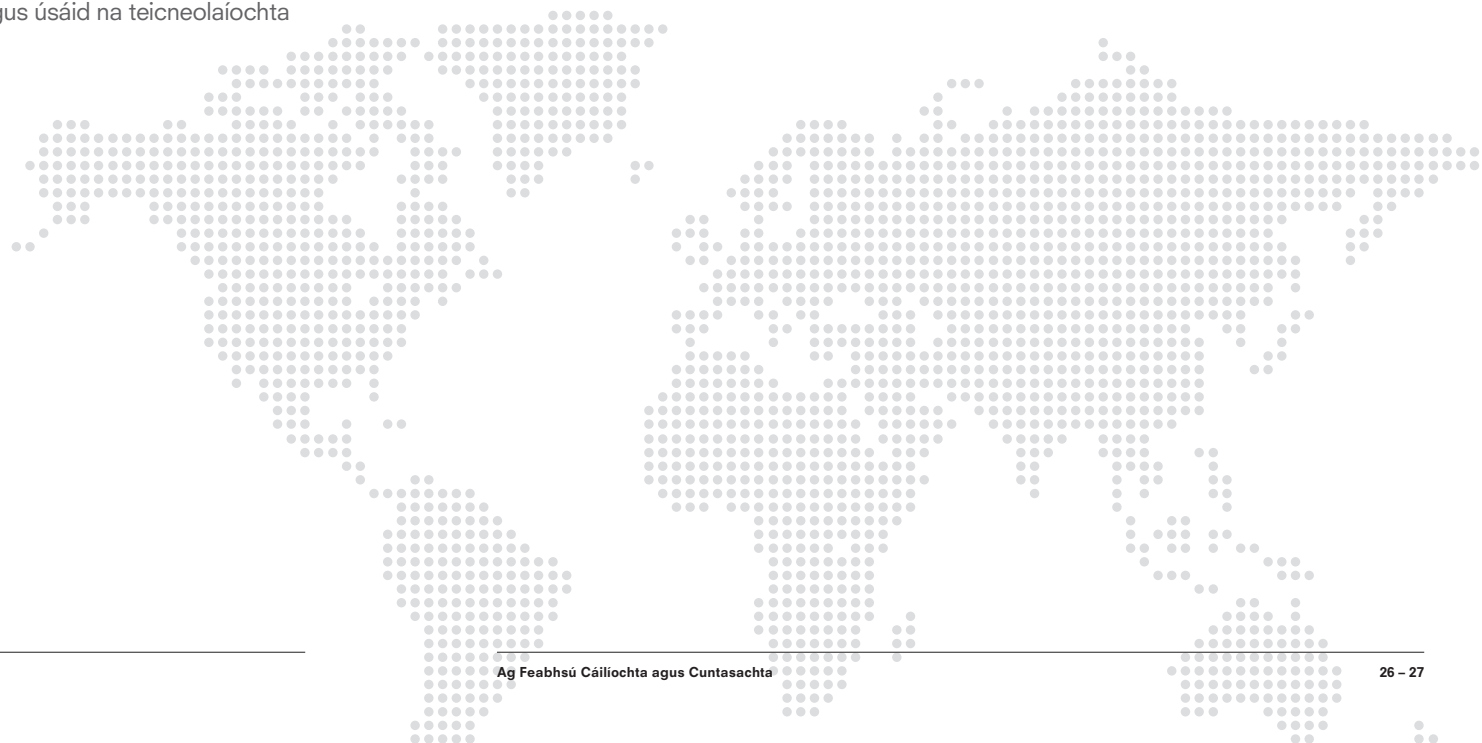 agus úsáid na teicneolaíochta
Ag Feabhsú Cáilíochta agus Cuntasachta
26 – 27